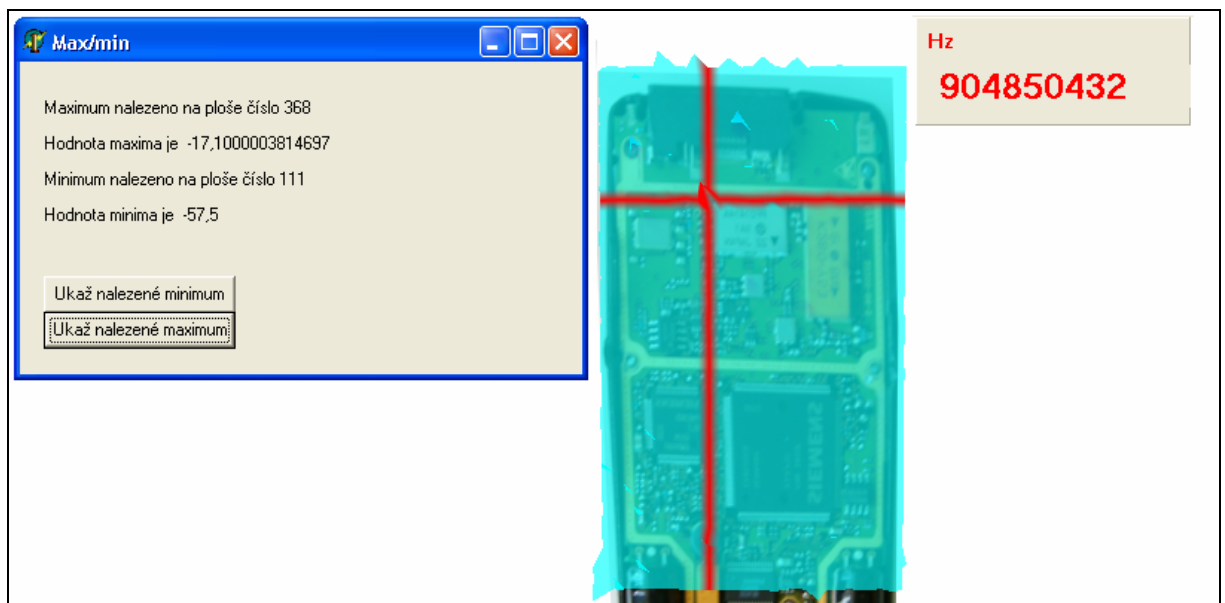 Max/min
Maximum nalezeno na ploše číslo 368
Hodnota maxima je -17,1000003814697
Minimum nalezeno na ploše číslo 111
Hodnota minima je -57,5
Ukaž nalezené minimum
Ukaž nalezené maximum
Hz
904850432
SIEMENS